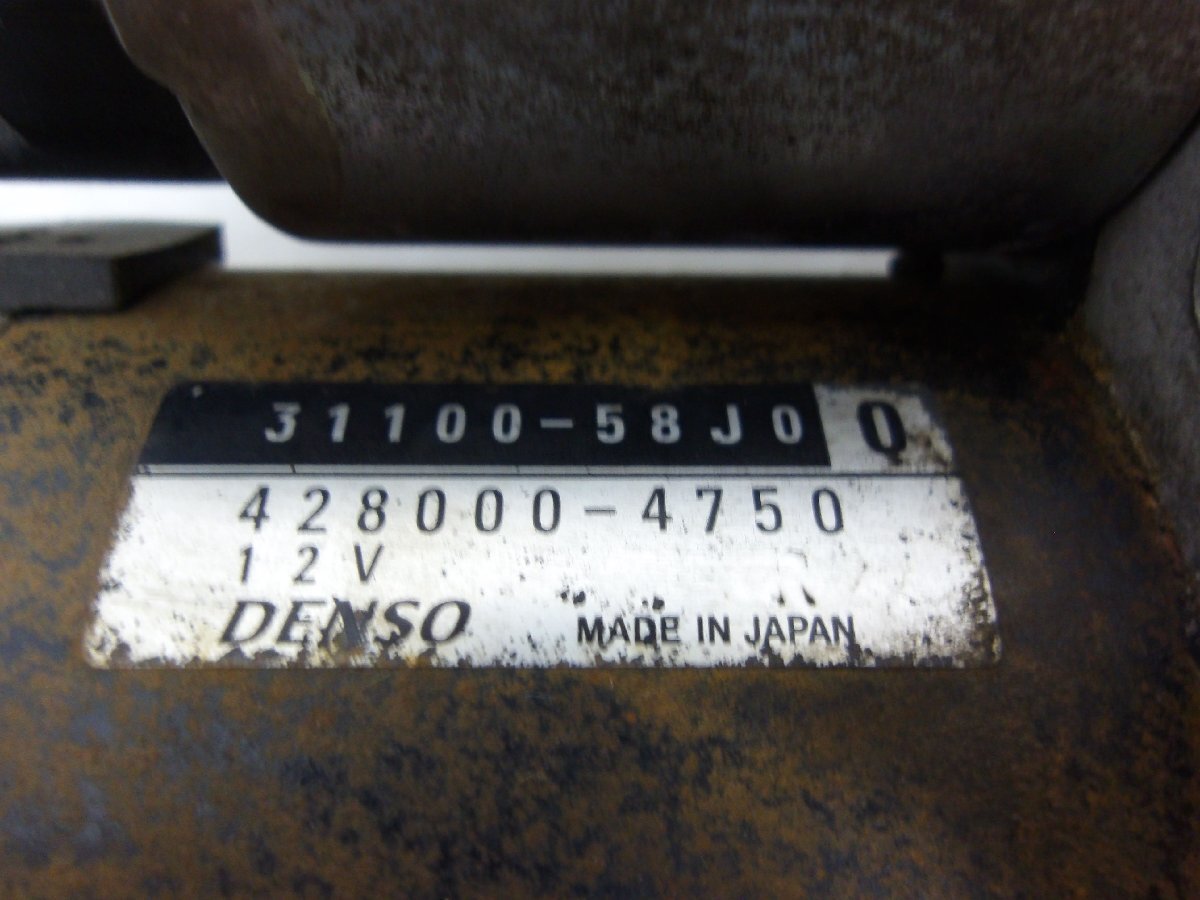 31100-58J0 Q
428000-4750
12V
DENSO MADE IN JAPAN